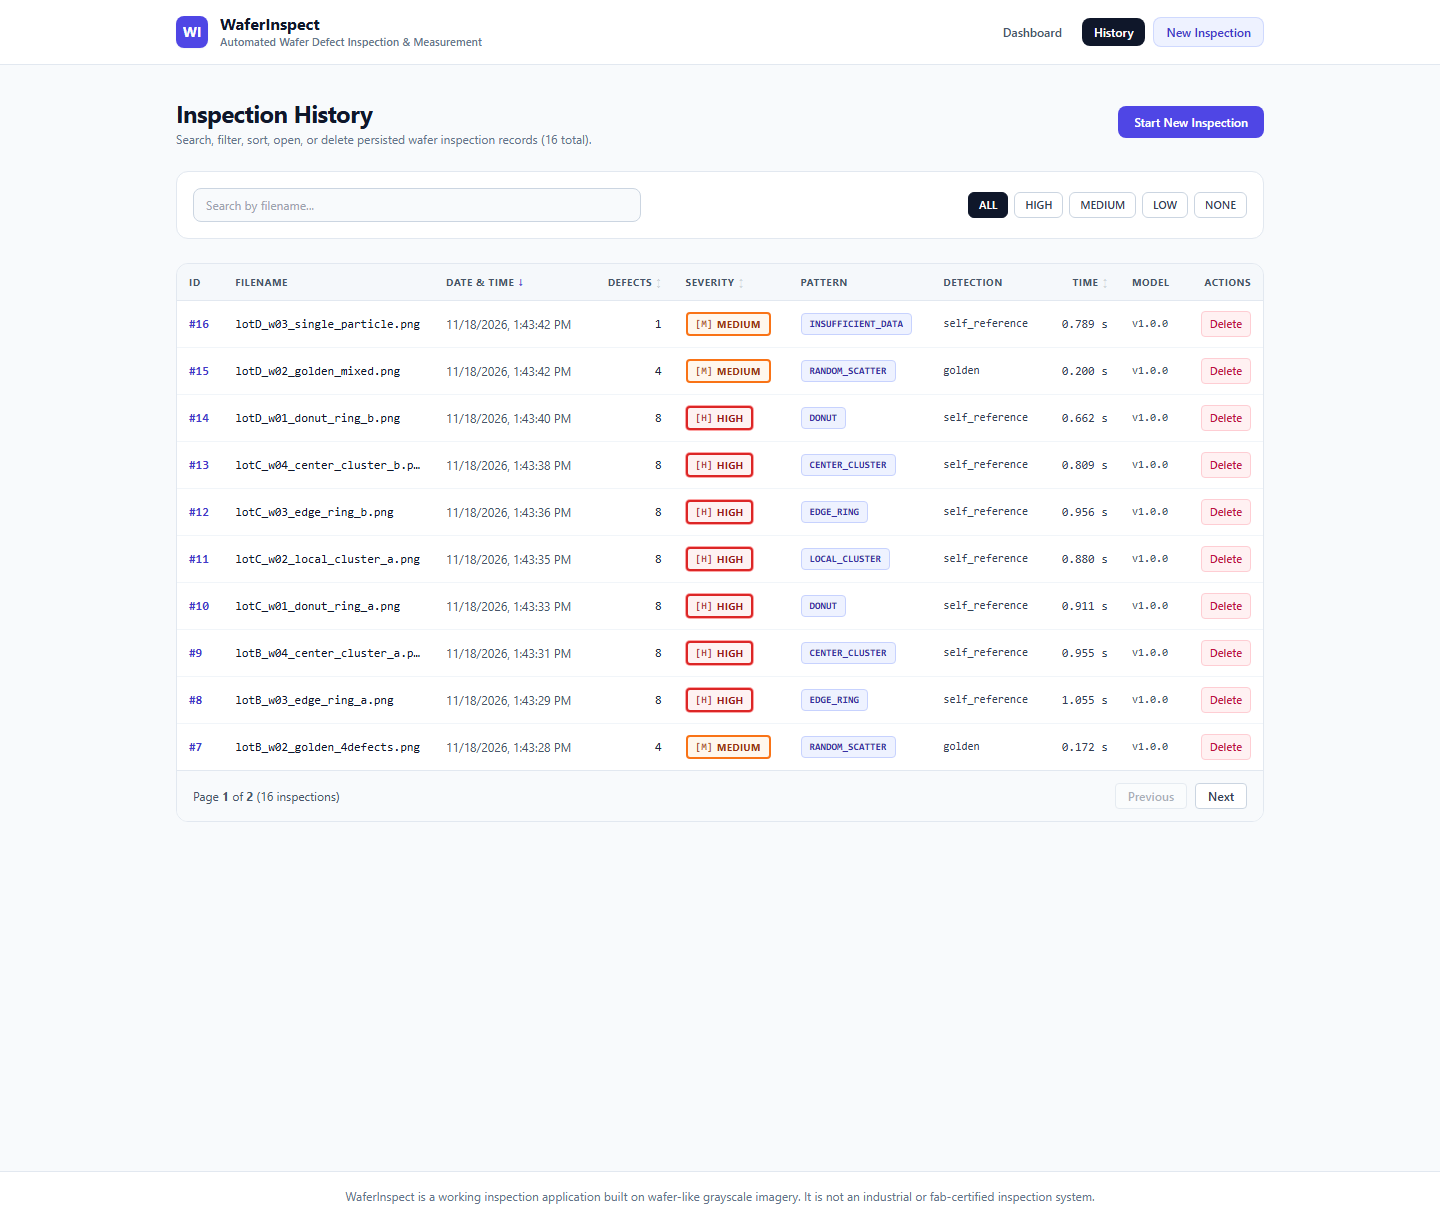 WI
WaferInspect
Automated Wafer Defect Inspection & Measurement
Dashboard
History
New Inspection
Inspection History
Search, filter, sort, open, or delete persisted wafer inspection records (16 total).
Start New Inspection
Search by filename...
ALL HIGH MEDIUM LOW NONE
ID FILENAME DATE & TIME ↓ DEFECTS ↕ SEVERITY ↕ PATTERN DETECTION TIME ↕ MODEL ACTIONS
#16 lotD_w03_single_particle.png 11/18/2026, 1:43:42 PM 1 [M] MEDIUM INSUFFICIENT_DATA self_reference 0.789 s v1.0.0 Delete
#15 lotD_w02_golden_mixed.png 11/18/2026, 1:43:42 PM 4 [M] MEDIUM RANDOM_SCATTER golden 0.200 s v1.0.0 Delete
#14 lotD_w01_donut_ring_b.png 11/18/2026, 1:43:40 PM 8 [H] HIGH DONUT self_reference 0.662 s v1.0.0 Delete
#13 lotC_w04_center_cluster_b.p… 11/18/2026, 1:43:38 PM 8 [H] HIGH CENTER_CLUSTER self_reference 0.809 s v1.0.0 Delete
#12 lotC_w03_edge_ring_b.png 11/18/2026, 1:43:36 PM 8 [H] HIGH EDGE_RING self_reference 0.956 s v1.0.0 Delete
#11 lotC_w02_local_cluster_a.png 11/18/2026, 1:43:35 PM 8 [H] HIGH LOCAL_CLUSTER self_reference 0.880 s v1.0.0 Delete
#10 lotC_w01_donut_ring_a.png 11/18/2026, 1:43:33 PM 8 [H] HIGH DONUT self_reference 0.911 s v1.0.0 Delete
#9 lotB_w04_center_cluster_a.p… 11/18/2026, 1:43:31 PM 8 [H] HIGH CENTER_CLUSTER self_reference 0.955 s v1.0.0 Delete
#8 lotB_w03_edge_ring_a.png 11/18/2026, 1:43:29 PM 8 [H] HIGH EDGE_RING self_reference 1.055 s v1.0.0 Delete
#7 lotB_w02_golden_4defects.png 11/18/2026, 1:43:28 PM 4 [M] MEDIUM RANDOM_SCATTER golden 0.172 s v1.0.0 Delete
Page 1 of 2 (16 inspections)
Previous Next
WaferInspect is a working inspection application built on wafer-like grayscale imagery. It is not an industrial or fab-certified inspection system.